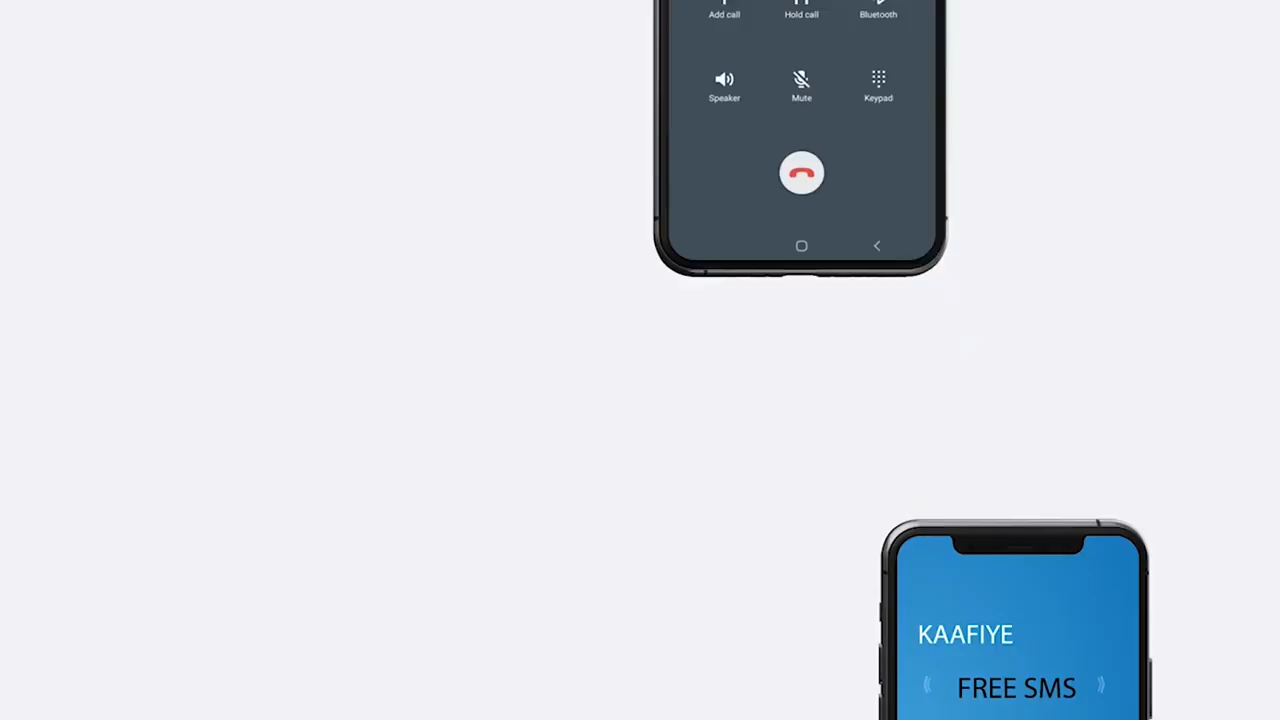 Add call Hold call Bluetooth
Speaker Mute Keypad
KAAFIYE
FREE SMS